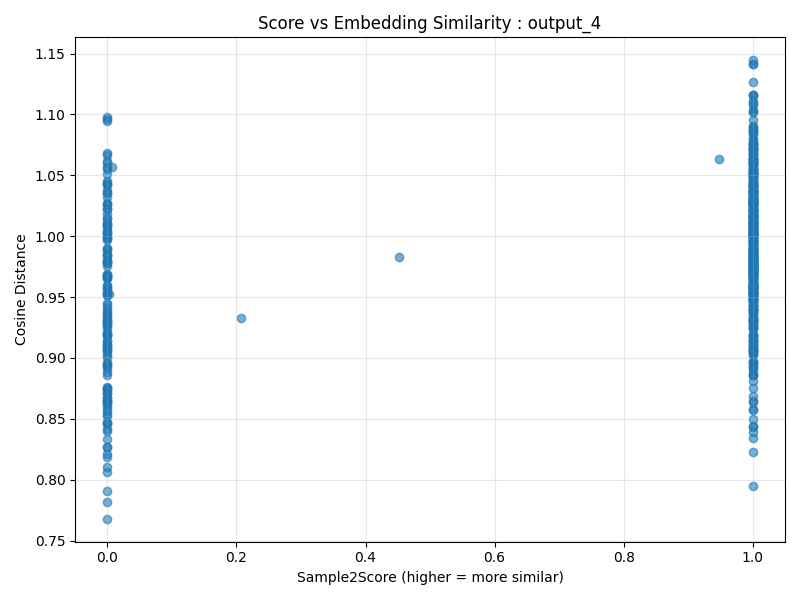 Score vs Embedding Similarity : output_4
1.15
1.10
1.05
1.00
0.95
0.90
0.85
0.80
0.75
Cosine Distance
0.0 0.2 0.4 0.6 0.8 1.0
Sample2Score (higher = more similar)